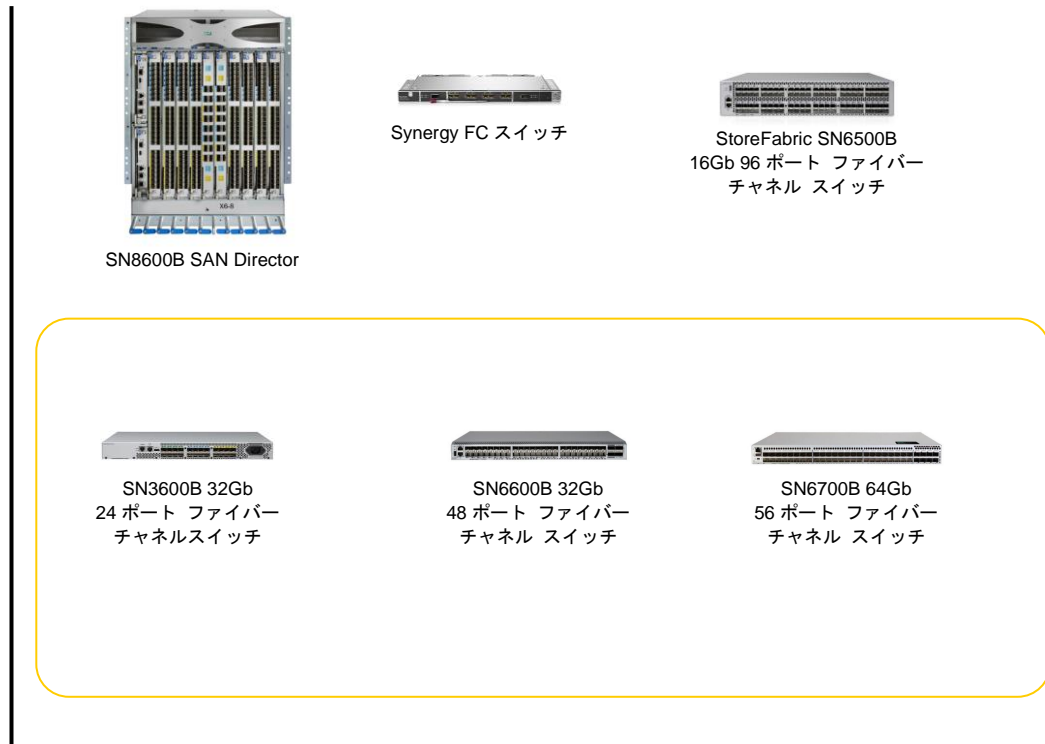 X6-8
SN8600B SAN Director
Synergy FC スイッチ
StoreFabric SN6500B
16Gb 96 ポート ファイバー
チャネル スイッチ
SN3600B 32Gb
24 ポート ファイバー
チャネルスイッチ
SN6600B 32Gb
48 ポート ファイバー
チャネル スイッチ
SN6700B 64Gb
56 ポート ファイバー
チャネル スイッチ